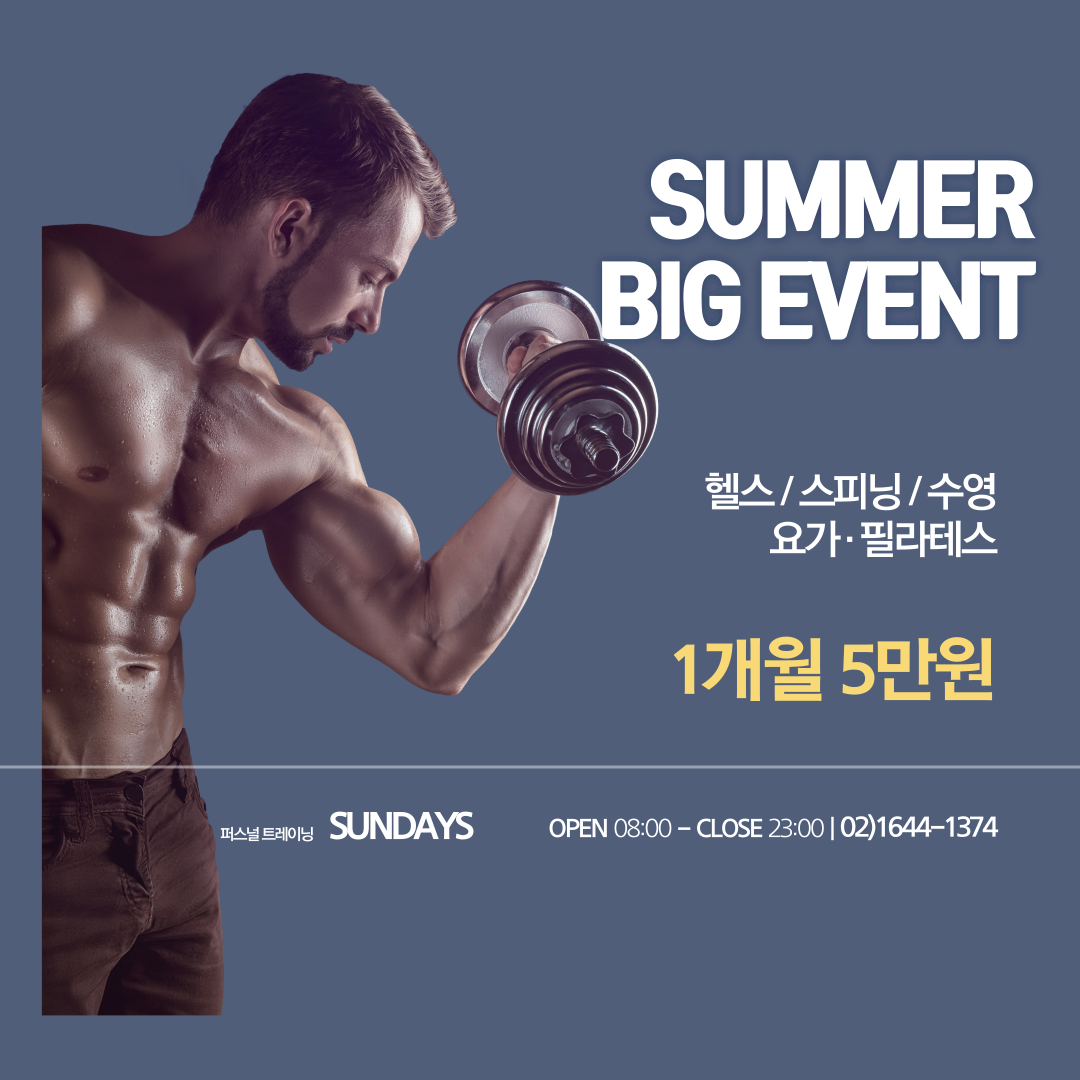 SUMMER
BIG EVENT
헬스 / 스피닝 / 수영
요가 · 필라테스
1개월 5만원
퍼스널 트레이닝 SUNDAYS OPEN 08:00 – CLOSE 23:00 | 02)1644-1374